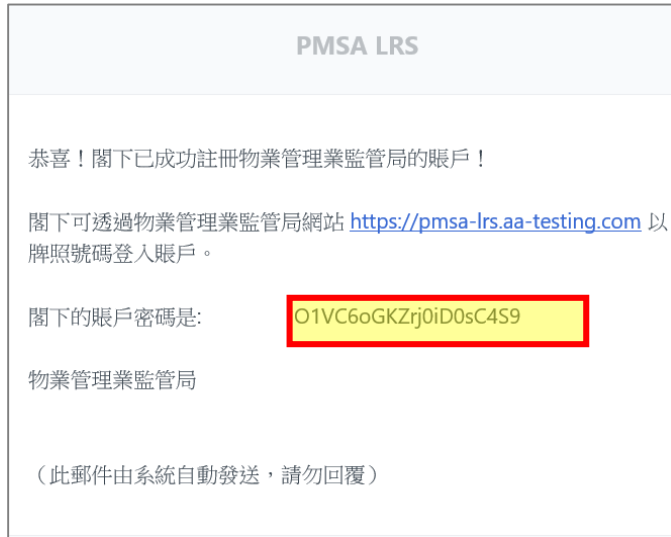 PMSA LRS
恭喜！閣下已成功註冊物業管理業監管局的賬戶！
閣下可透過物業管理業監管局網站 https://pmsa-lrs.aa-testing.com 以
牌照號碼登入賬戶。
閣下的賬戶密碼是: O1VC6oGKZrj0iD0sC4S9
物業管理業監管局
（此郵件由系統自動發送，請勿回覆）